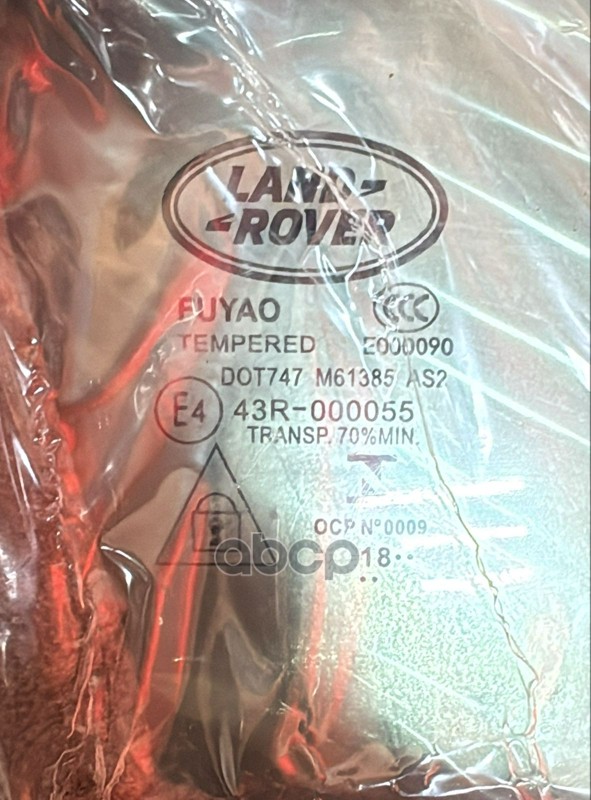 LAND-
ROVER
FUYAO CCC
TEMPERED E000090
DOT747 M61385 AS2
E4 43R-000055
TRANSP. 70%MIN.
OCP N°0009
abcp 18